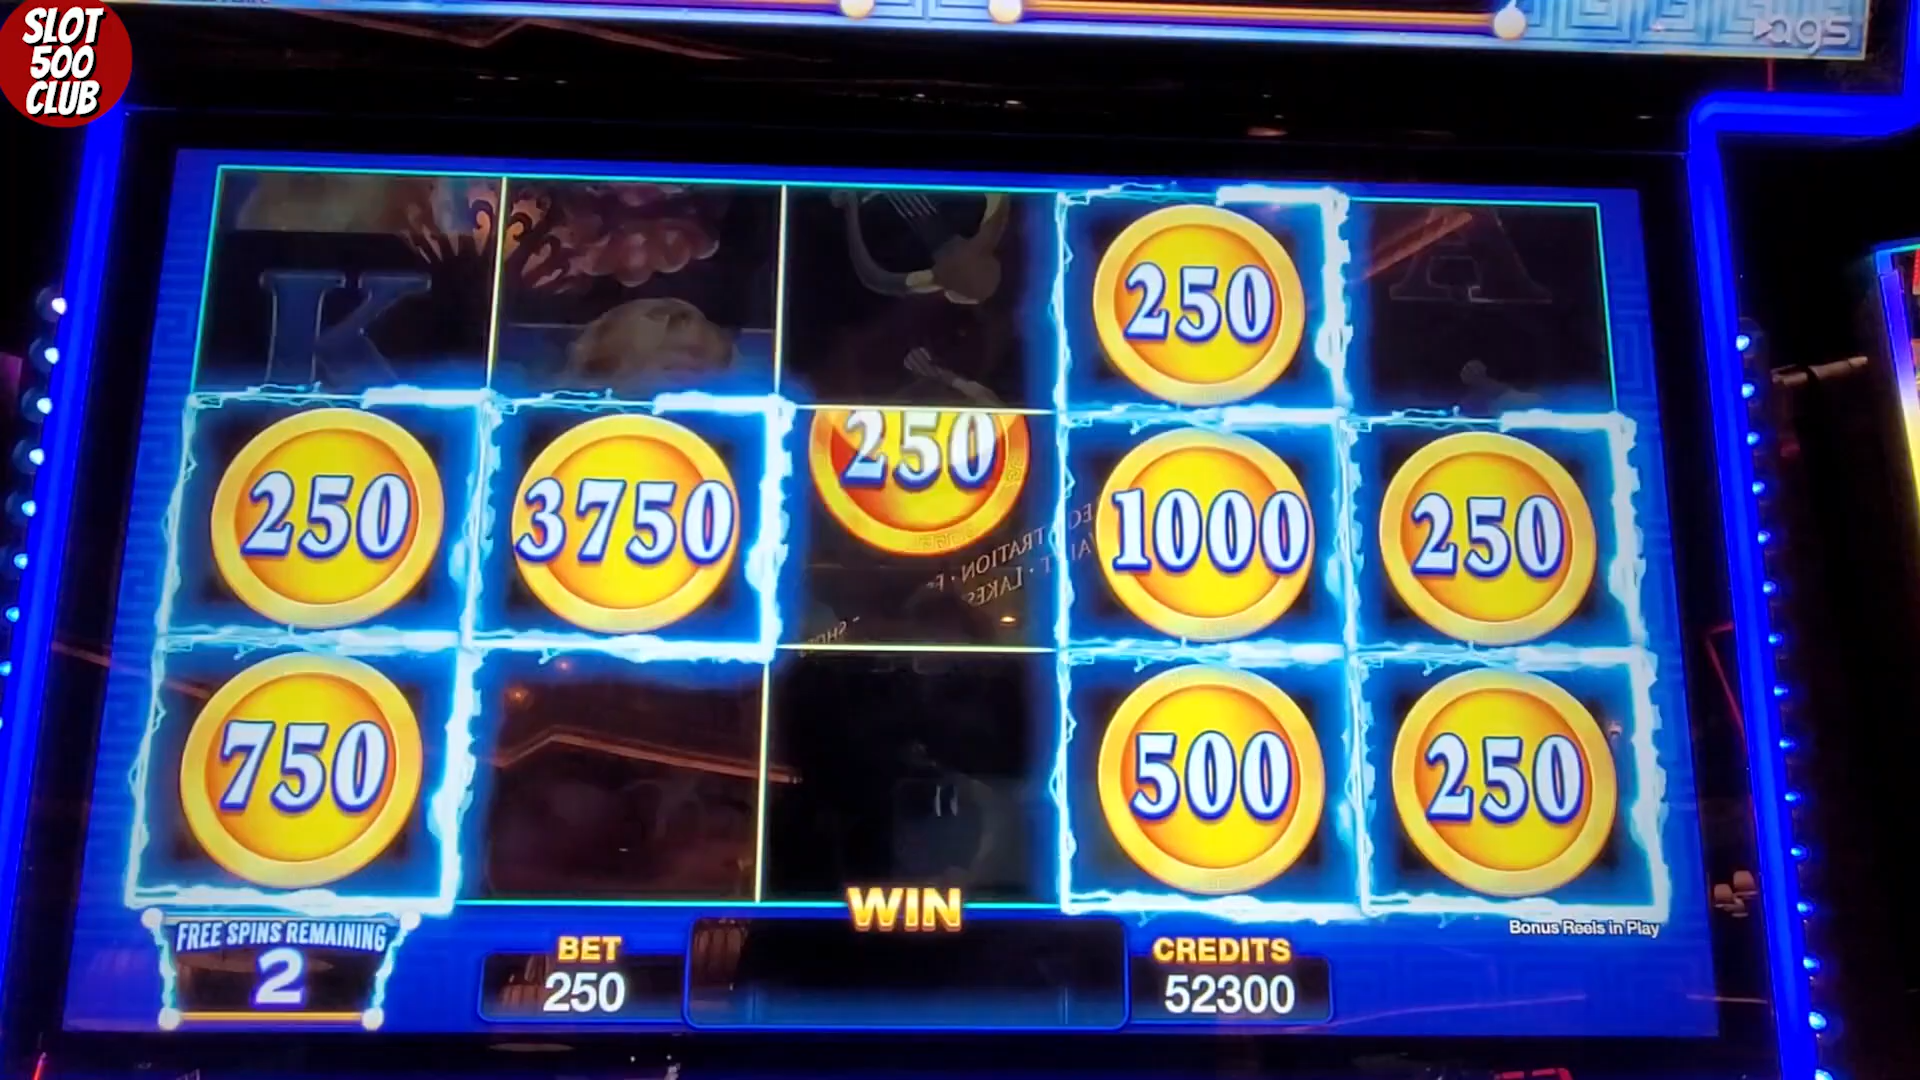 SLOT
500
CLUB
ags
K
A
250
250
3750
250
1000
250
750
500
250
WIN
FREE SPINS REMAINING
2
BET
250
CREDITS
52300
Bonus Reels in Play